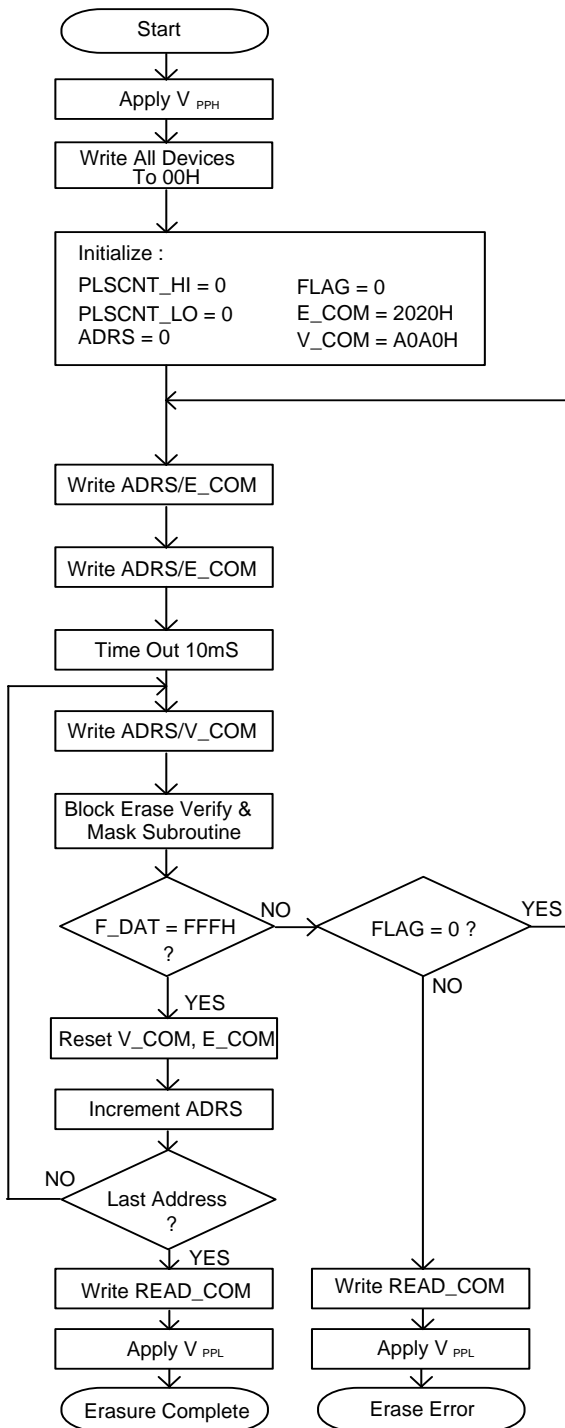 Start
Apply V PPH
Write All Devices
To 00H
Initialize :
PLSCNT_HI = 0
FLAG = 0
PLSCNT_LO = 0
E_COM = 2020H
ADRS = 0
V_COM = A0A0H
Write ADRS/E_COM
Write ADRS/E_COM
Time Out 10mS
Write ADRS/V_COM
Block Erase Verify &
Mask Subroutine
F_DAT = FFFH
?
NO
FLAG = 0 ?
YES
NO
YES
Reset V_COM, E_COM
Increment ADRS
NO
Last Address
?
YES
Write READ_COM
Write READ_COM
Apply V PPL
Apply V PPL
Erasure Complete
Erase Error